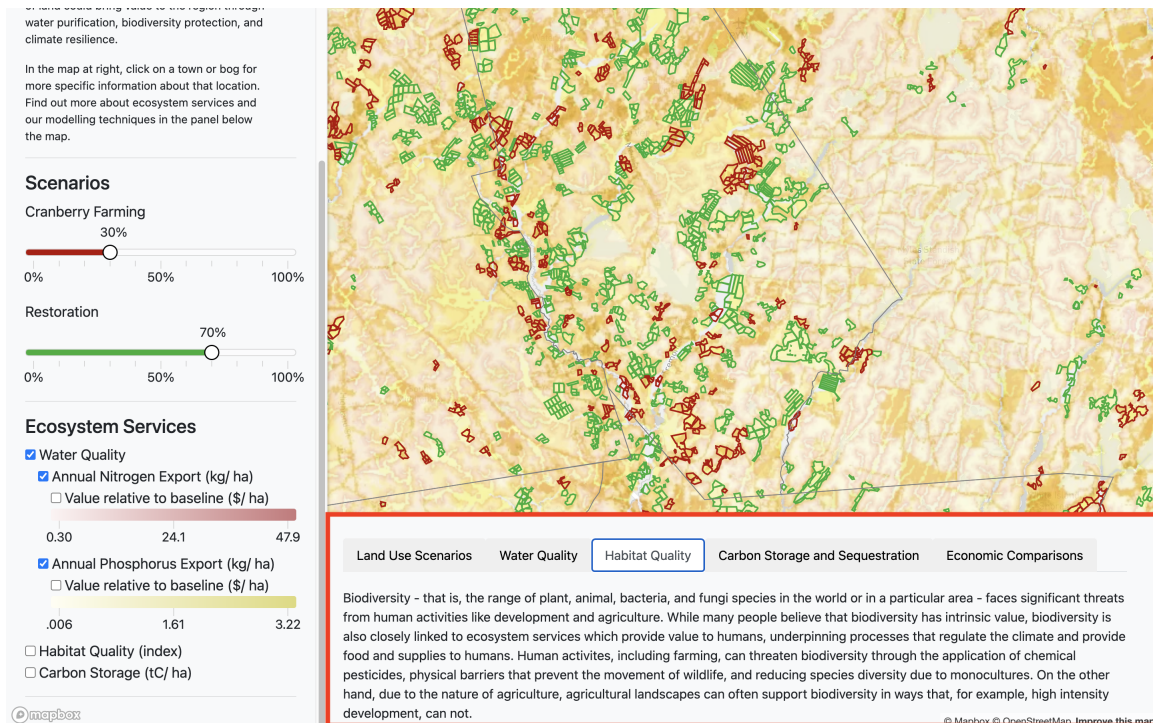 of land could bring value to the region through
water purification, biodiversity protection, and
climate resilience.
In the map at right, click on a town or bog for
more specific information about that location.
Find out more about ecosystem services and
our modelling techniques in the panel below
the map.
Scenarios
Cranberry Farming
30%
0% 50% 100%
Restoration
70%
0% 50% 100%
Ecosystem Services
Water Quality
Annual Nitrogen Export (kg/ ha)
Value relative to baseline ($/ ha)
0.30 24.1 47.9
Annual Phosphorus Export (kg/ ha)
Value relative to baseline ($/ ha)
.006 1.61 3.22
Habitat Quality (index)
Carbon Storage (tC/ ha)
mapbox
Land Use Scenarios Water Quality Habitat Quality Carbon Storage and Sequestration Economic Comparisons
Biodiversity - that is, the range of plant, animal, bacteria, and fungi species in the world or in a particular area - faces significant threats
from human activities like development and agriculture. While many people believe that biodiversity has intrinsic value, biodiversity is
also closely linked to ecosystem services which provide value to humans, underpinning processes that regulate the climate and provide
food and supplies to humans. Human activites, including farming, can threaten biodiversity through the application of chemical
pesticides, physical barriers that prevent the movement of wildlife, and reducing species diversity due to monocultures. On the other
hand, due to the nature of agriculture, agricultural landscapes can often support biodiversity in ways that, for example, high intensity
development, can not.
© Mapbox © OpenStreetMap Improve this map